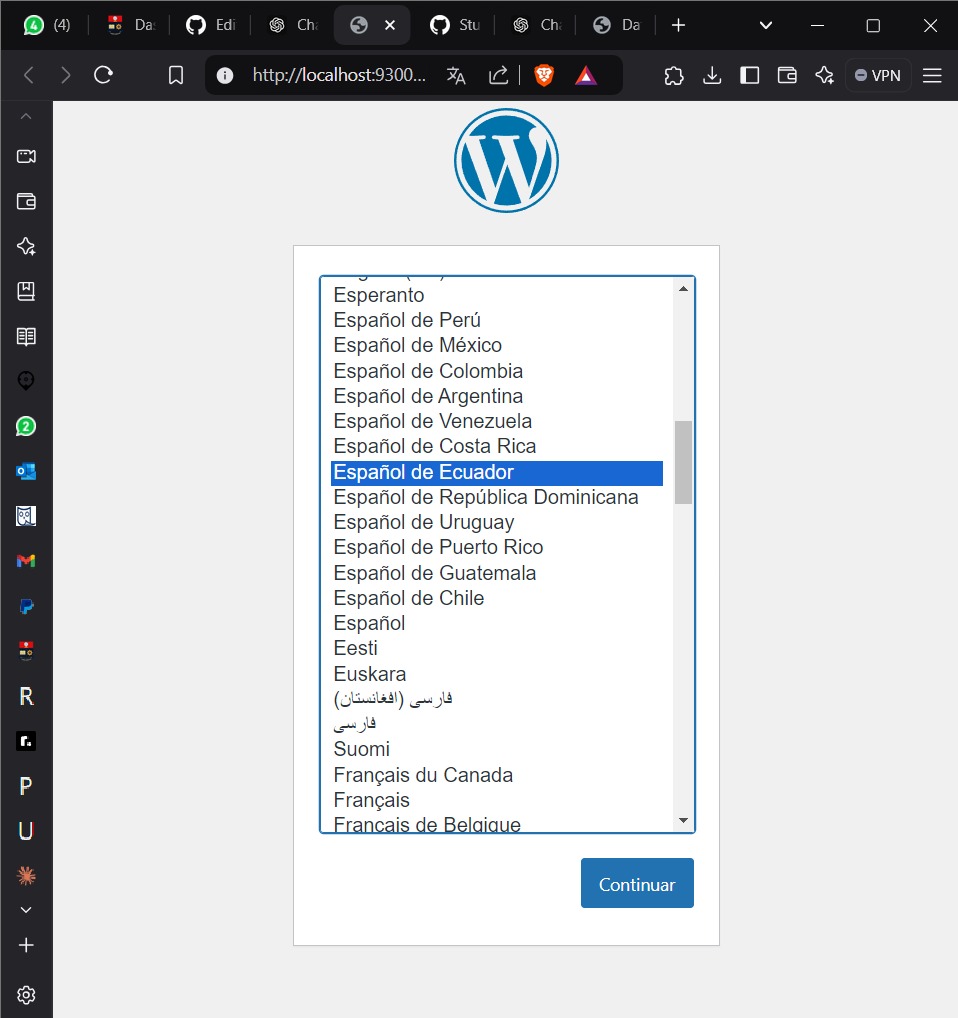 4 (4) Da Edi Cha Stu Cha Da
http://localhost:9300... VPN
W
Esperanto
Español de Perú
Español de México
Español de Colombia
Español de Argentina
Español de Venezuela
Español de Costa Rica
Español de Ecuador
Español de República Dominicana
Español de Uruguay
Español de Puerto Rico
Español de Guatemala
Español de Chile
Español
Eesti
Euskara
فارسی (افغانستان)
فارسی
Suomi
Français du Canada
Français
Français de Belgique
Continuar
2
R
P
U